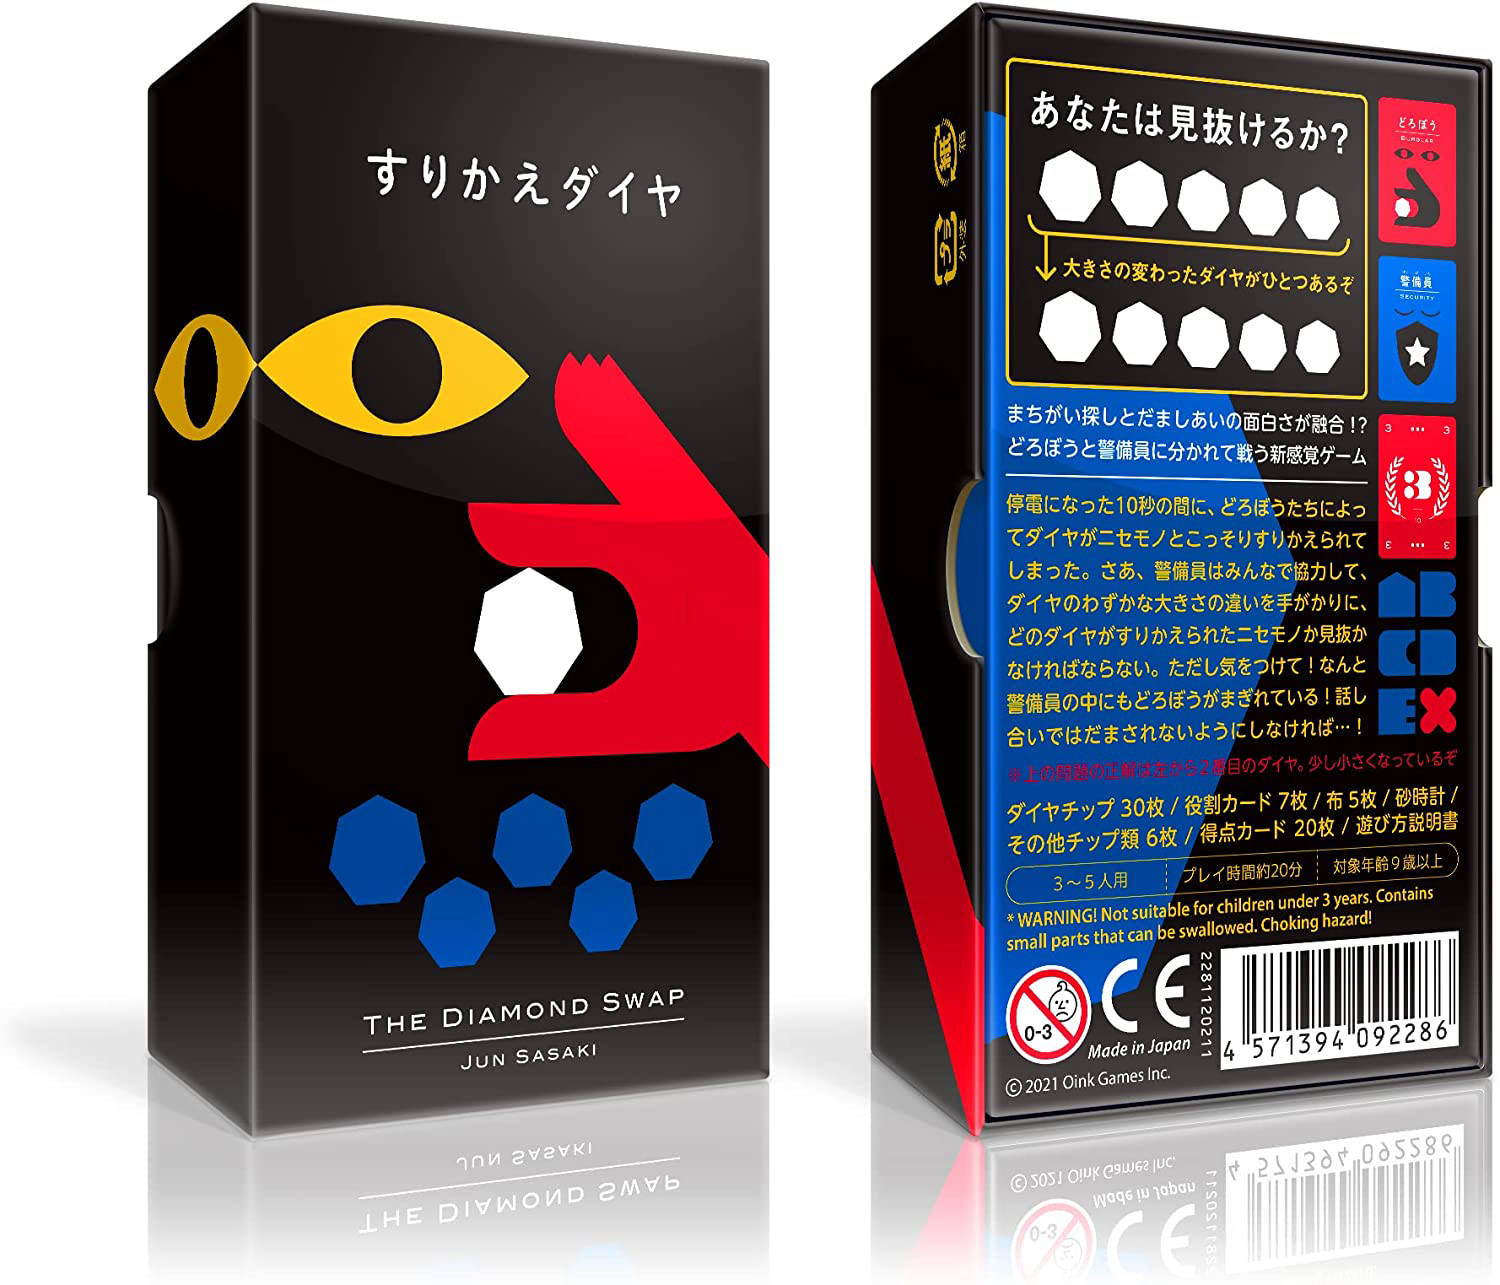 すりかえダイヤ
THE DIAMOND SWAP
JUN SASAKI
紙
箱
プラ
外装
あなたは見抜けるか?
大きさの変わったダイヤがひとつあるぞ
まちがい探しとだましあいの面白さが融合!?
どろぼうと警備員に分かれて戦う新感覚ゲーム
停電になった10秒の間に、どろぼうたちによっ
てダイヤがニセモノとこっそりすりかえられて
しまった。さあ、警備員はみんなで協力して、
ダイヤのわずかな大きさの違いを手がかりに、
どのダイヤがすりかえられたニセモノか見抜か
なければならない。ただし気をつけて!なんと
警備員の中にもどろぼうがまぎれている!話し
合いではだまされないようにしなければ…!
※上の問題の正解は左から2番目のダイヤ。少し小さくなっているぞ
ダイヤチップ 30枚 / 役割カード 7枚 / 布 5枚 / 砂時計 /
その他チップ類 6枚 / 得点カード 20枚 / 遊び方説明書
3～5人用 プレイ時間約20分 対象年齢9歳以上
* WARNING! Not suitable for children under 3 years. Contains
small parts that can be swallowed. Choking hazard!
0-3
CE
Made in Japan
2281120211
4 571394 092286
© 2021 Oink Games Inc.
どろぼう
BURGLAR
警備員
SECURITY
3 ••• 3
3
3 ••• 3
A B
C D
E X